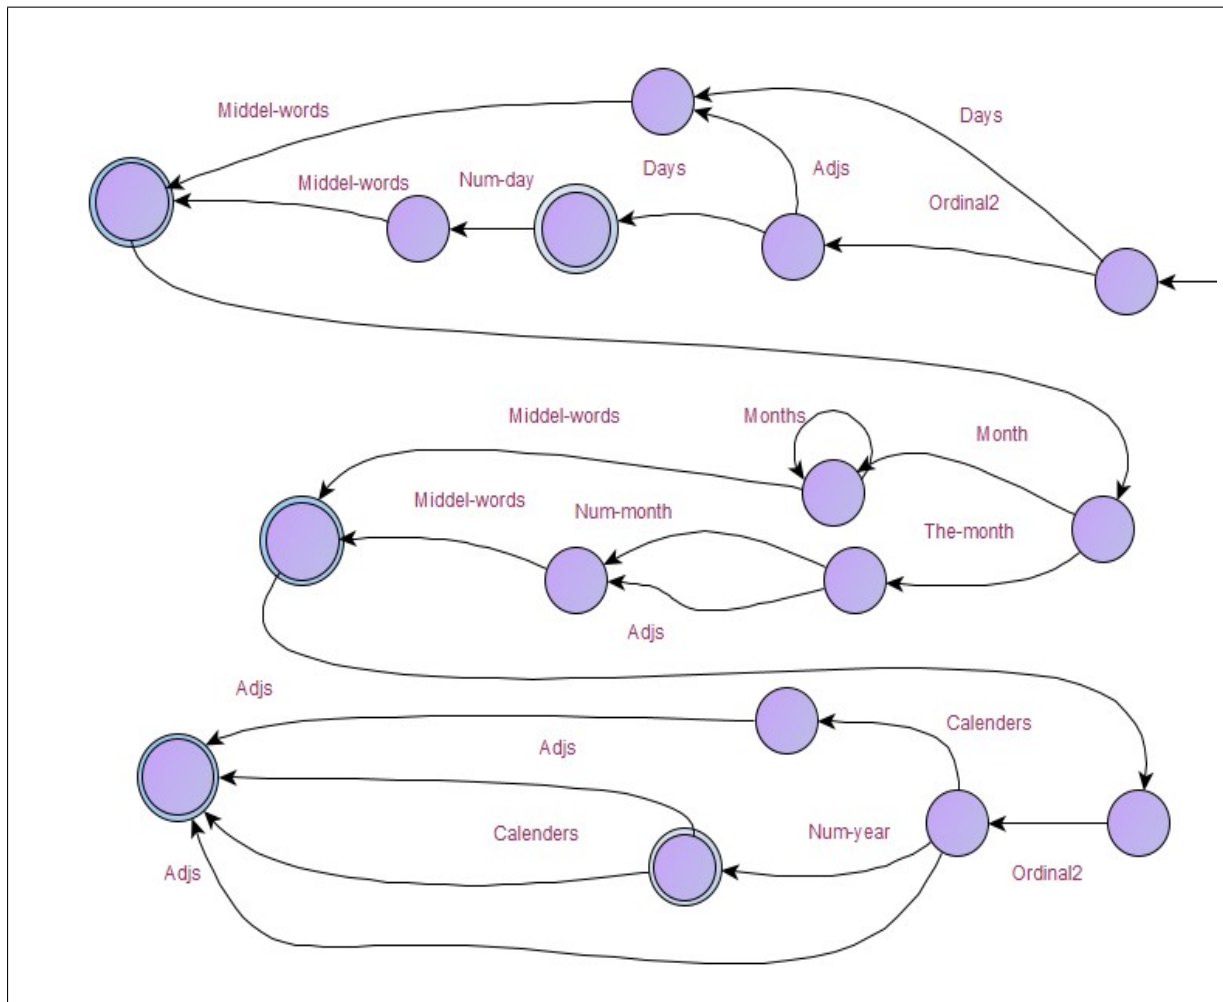 Middel-words
Days
Middel-words
Num-day
Days
Adjs
Ordinal2
Middel-words
Months
Month
Middel-words
Num-month
The-month
Adjs
Adjs
Calenders
Adjs
Calenders
Num-year
Adjs
Ordinal2